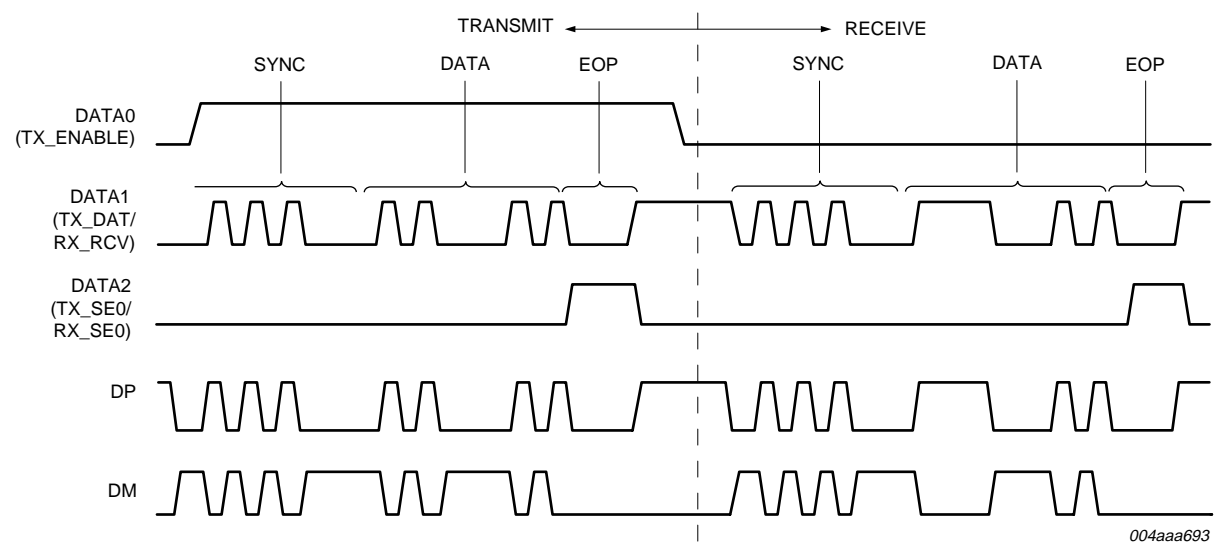 TRANSMIT RECEIVE
SYNC DATA EOP SYNC DATA EOP
DATA0
(TX_ENABLE)
DATA1
(TX_DAT/
RX_RCV)
DATA2
(TX_SE0/
RX_SE0)
DP
DM
004aaa693